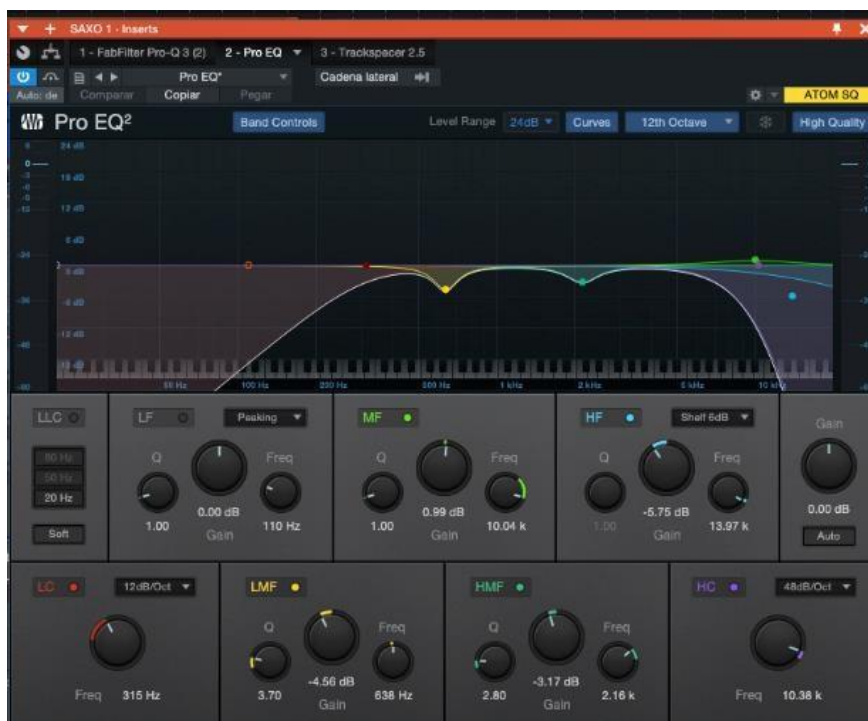 SAXO 1 - Inserts
1 - FabFilter Pro-Q 3 (2) 2 - Pro EQ 3 - Trackspacer 2.5
Pro EQ* Cadena lateral
Auto: de Comparar Copiar Pegar ATOM SQ
Pro EQ² Band Controls Level Range 24dB Curves 12th Octave High Quality
24 dB
12 dB
6 dB
50 Hz 100 Hz 200 Hz 500 Hz 1 kHz 2 kHz 5 kHz 10 kHz
LLC LF Peaking MF HF Shelf 6dB Gain
80 Hz Q Freq Q Freq Q Freq
50 Hz
20 Hz 0.00 dB 0.99 dB -5.75 dB 0.00 dB
Soft 1.00 Gain 110 Hz 1.00 Gain 10.04 k 1.00 Gain 13.97 k Auto
LC 12dB/Oct LMF HMF HC 48dB/Oct
Q Freq Q Freq
-4.56 dB -3.17 dB
Freq 315 Hz 3.70 Gain 638 Hz 2.80 Gain 2.16 k Freq 10.38 k